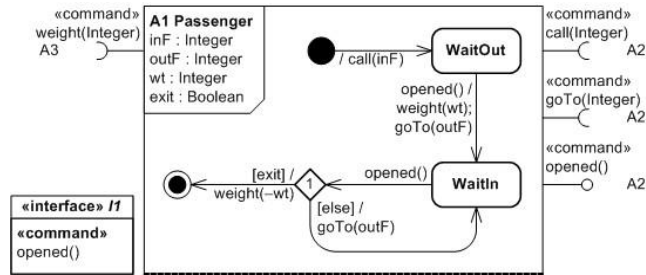 «command»
weight(Integer)
A3
A1 Passenger
inF : Integer
outF : Integer
wt : Integer
exit : Boolean
/ call(inF)
WaitOut
opened() /
weight(wt);
goTo(outF)
WaitIn
opened()
1
[exit] /
weight(–wt)
[else] /
goTo(outF)
«command»
call(Integer)
A2
«command»
goTo(Integer)
A2
«command»
opened()
A2
«interface» I1
«command»
opened()